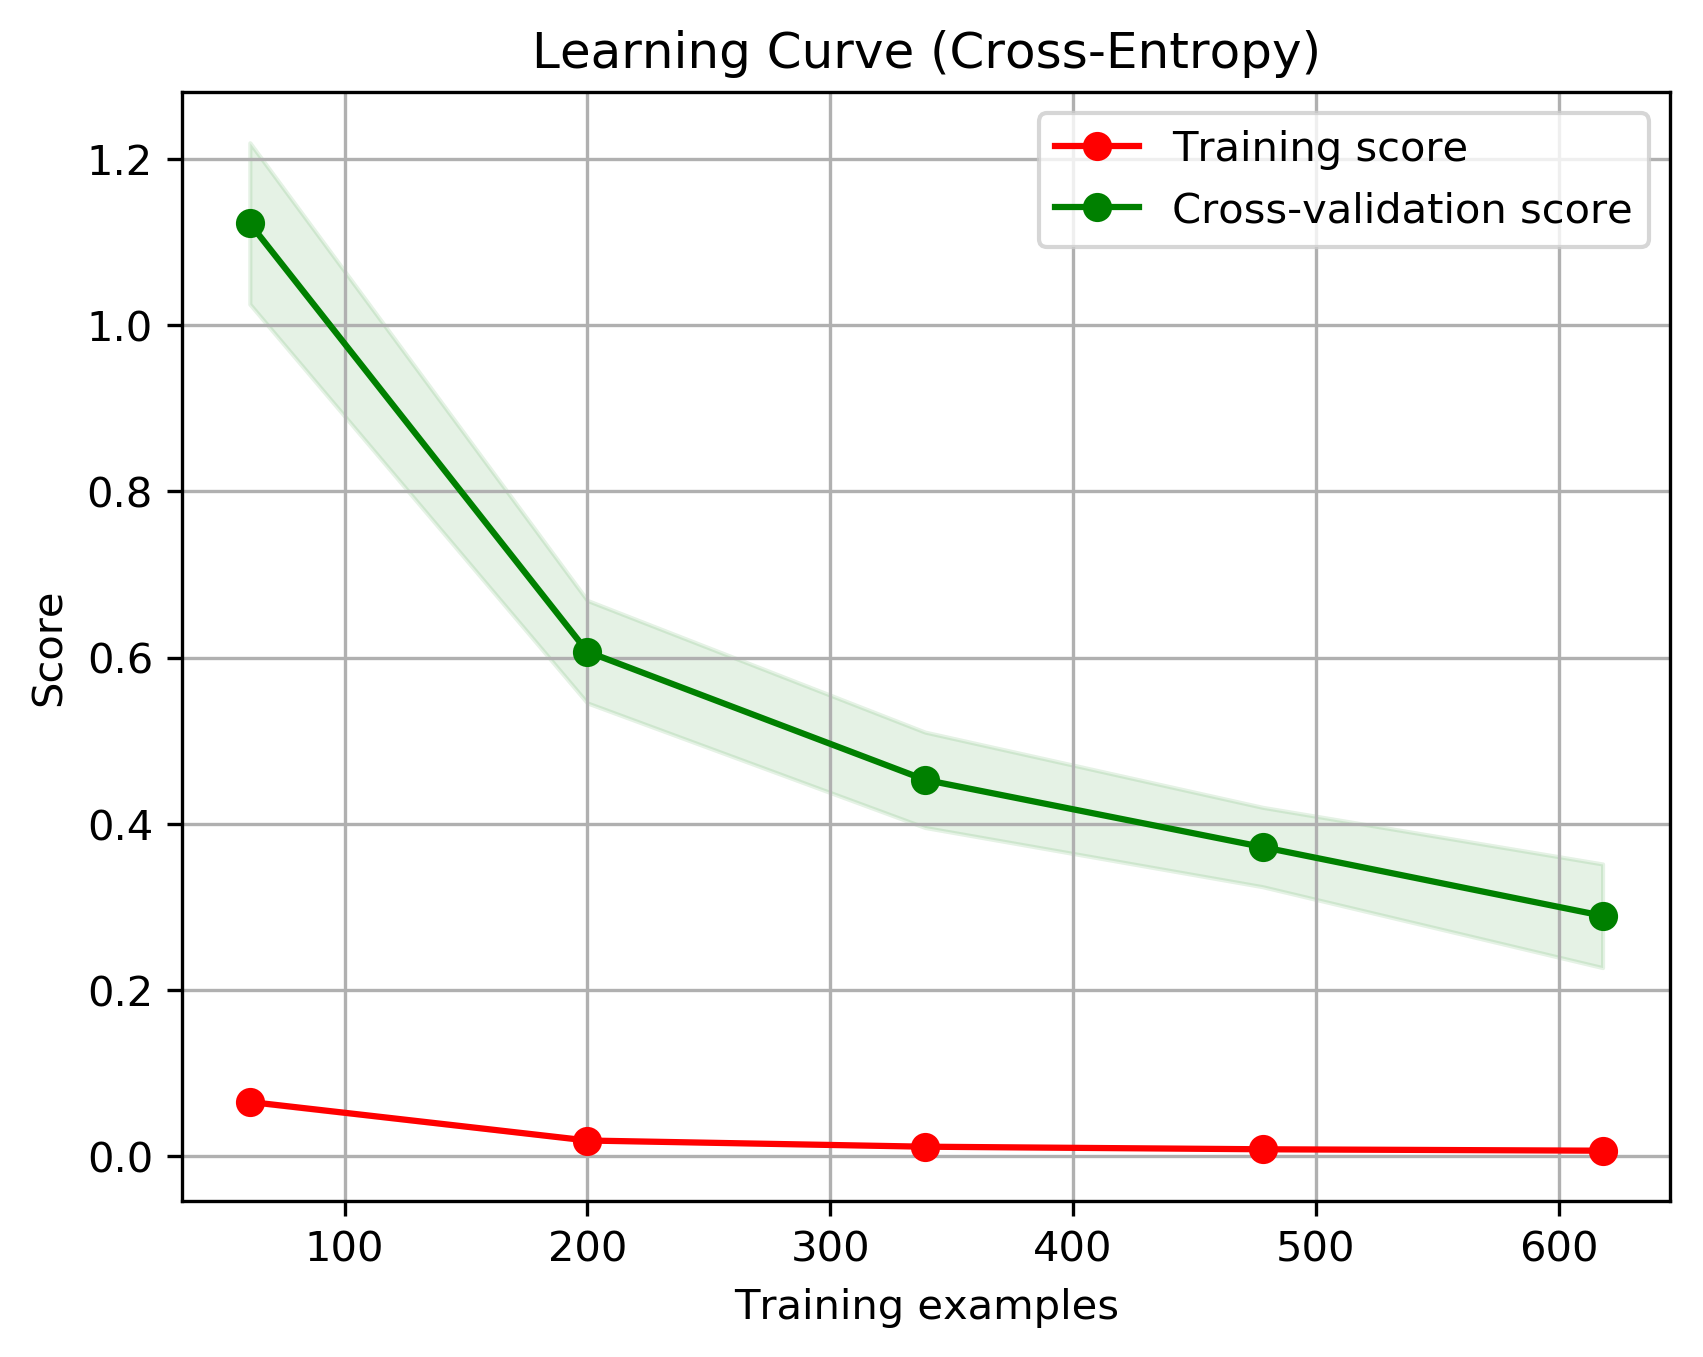 Learning Curve (Cross-Entropy)
Training score
Cross-validation score
1.2
1.0
0.8
0.6
0.4
0.2
0.0
Score
100 200 300 400 500 600
Training examples